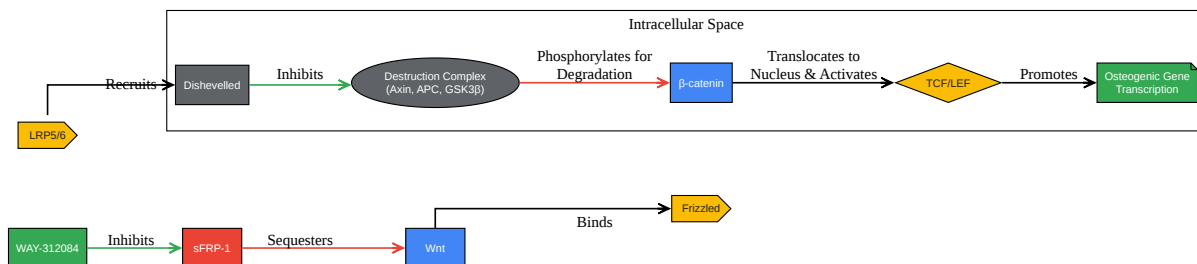 Intracellular Space
Recruits
Dishevelled
Inhibits
Destruction Complex
(Axin, APC, GSK3β)
Phosphorylates for
Degradation
β-catenin
Translocates to
Nucleus & Activates
TCF/LEF
Promotes
Osteogenic Gene
Transcription
LRP5/6
Frizzled
Binds
WAY-312084
Inhibits
sFRP-1
Sequesters
Wnt